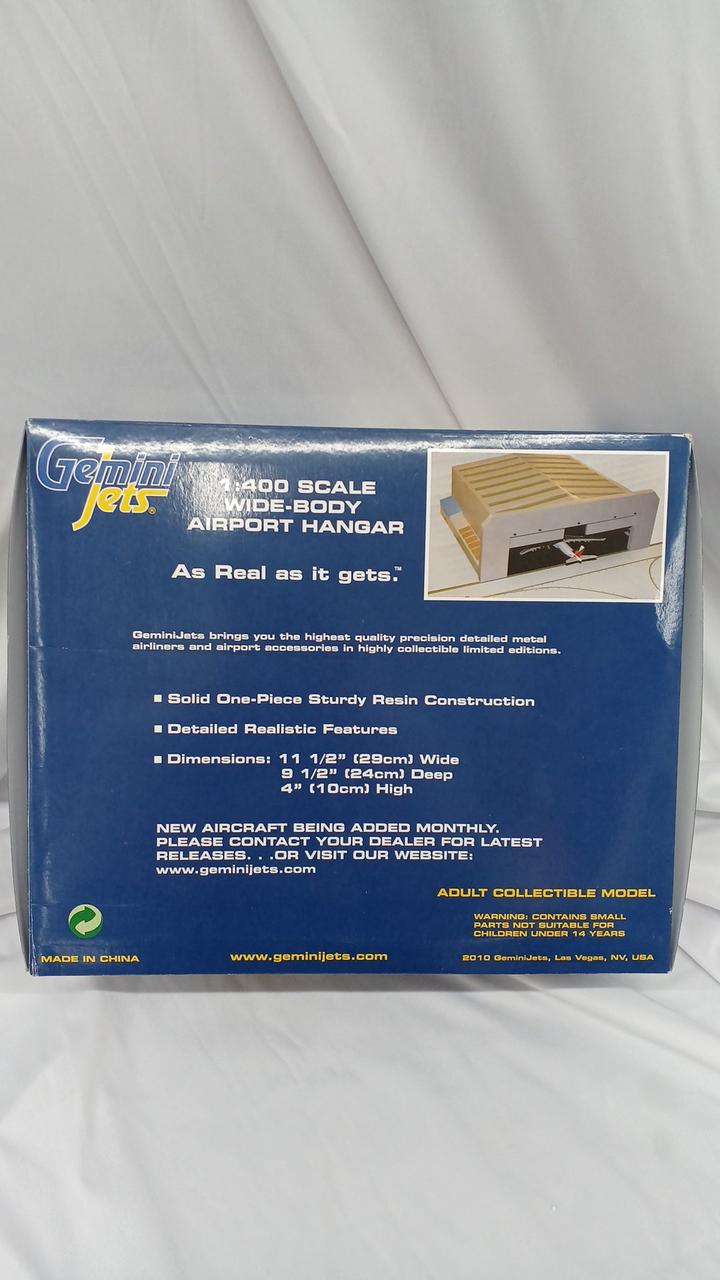 Gemini
Jets®
1:400 SCALE
WIDE-BODY
AIRPORT HANGAR
As Real as it gets.™
GeminiJets brings you the highest quality precision detailed metal
airliners and airport accessories in highly collectible limited editions.
■ Solid One-Piece Sturdy Resin Construction
■ Detailed Realistic Features
■ Dimensions: 11 1/2" (29cm) Wide
9 1/2" (24cm) Deep
4" (10cm) High
NEW AIRCRAFT BEING ADDED MONTHLY.
PLEASE CONTACT YOUR DEALER FOR LATEST
RELEASES. . .OR VISIT OUR WEBSITE:
www.geminijets.com
ADULT COLLECTIBLE MODEL
WARNING: CONTAINS SMALL
PARTS NOT SUITABLE FOR
CHILDREN UNDER 14 YEARS
MADE IN CHINA
www.geminijets.com
2010 GeminiJets, Las Vegas, NV, USA